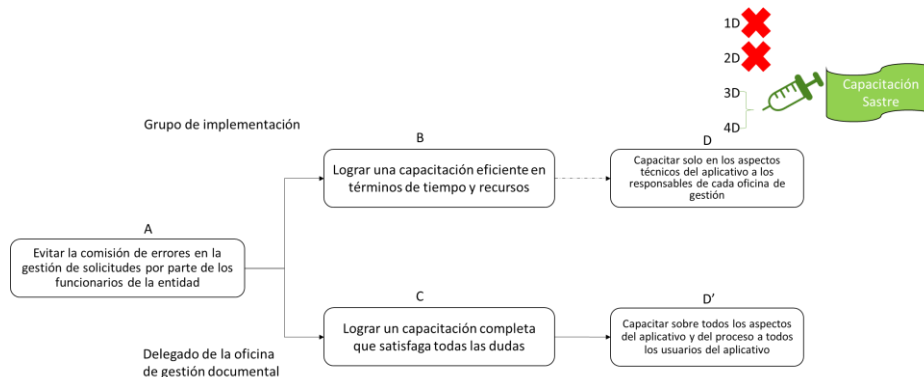 1D
2D
3D
4D
Capacitación
Sastre
Grupo de implementación
B
Lograr una capacitación eficiente en
términos de tiempo y recursos
D
Capacitar solo en los aspectos
técnicos del aplicativo a los
responsables de cada oficina de
gestión
A
Evitar la comisión de errores en la
gestión de solicitudes por parte de los
funcionarios de la entidad
C
Lograr un capacitación completa
que satisfaga todas las dudas
D’
Capacitar sobre todos los aspectos
del aplicativo y del proceso a todos
los usuarios del aplicativo
Delegado de la oficina
de gestión documental